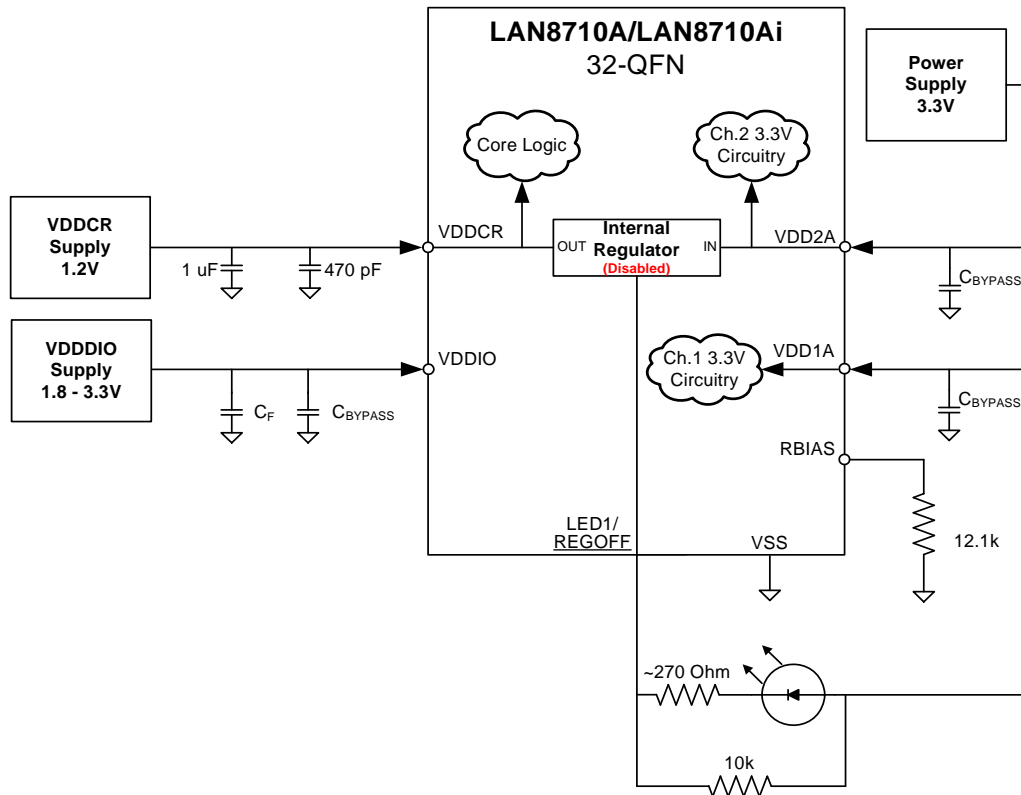 LAN8710A/LAN8710Ai
32-QFN
Power
Supply
3.3V
Core Logic
Ch.2 3.3V
Circuitry
VDDCR
Supply
1.2V
VDDCR
OUT
Internal
Regulator
(Disabled)
IN
VDD2A
1 uF
470 pF
CBYPASS
VDDDIO
Supply
1.8 - 3.3V
VDDIO
Ch.1 3.3V
Circuitry
VDD1A
CF
CBYPASS
CBYPASS
RBIAS
12.1k
LED1/
REGOFF
VSS
~270 Ohm
10k